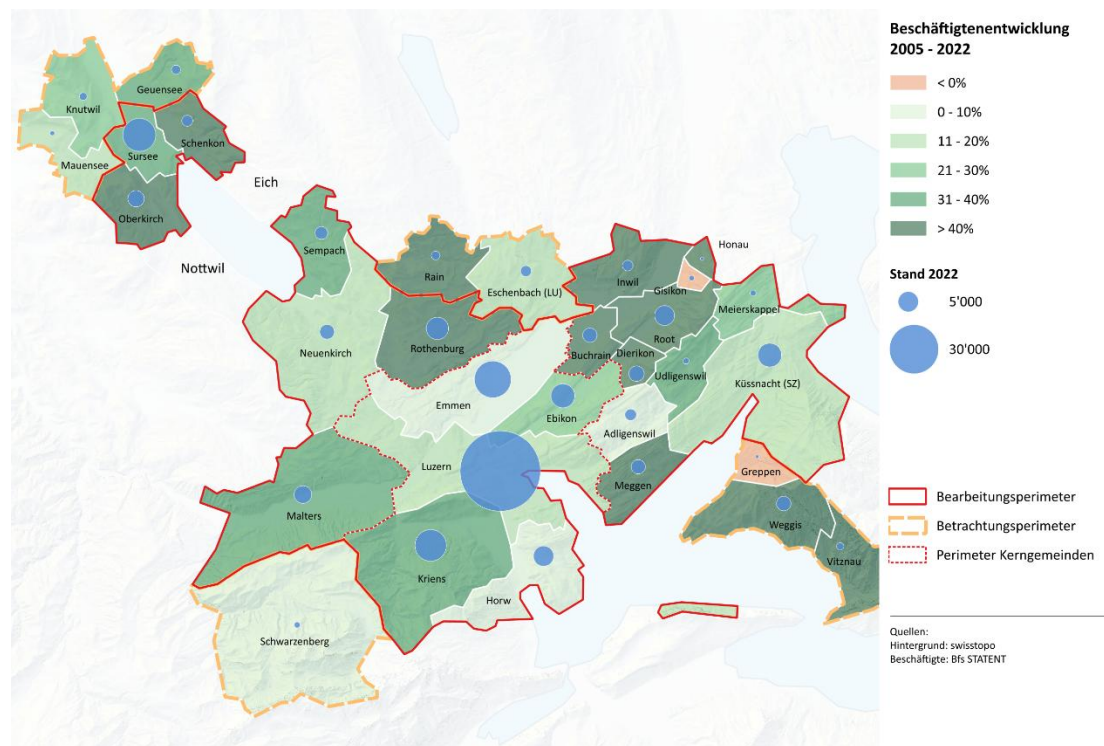 Beschäftigtenentwicklung
2005 - 2022
< 0%
0 - 10%
11 - 20%
21 - 30%
31 - 40%
> 40%
Stand 2022
5'000
30'000
Bearbeitungsperimeter
Betrachtungsperimeter
Perimeter Kerngemeinden
Quellen:
Hintergrund: swisstopo
Beschäftigte: Bfs STATENT
Geuensee
Knutwil
Schenkon
Sursee
Mauensee
Eich
Oberkirch
Nottwil
Sempach
Rain
Eschenbach (LU)
Honau
Inwil
Gisikon
Meierskappel
Neuenkirch
Rothenburg
Root
Buchrain
Dierikon
Udligenswil
Küssnacht (SZ)
Emmen
Ebikon
Adligenswil
Luzern
Greppen
Meggen
Malters
Weggis
Vitznau
Kriens
Horw
Schwarzenberg